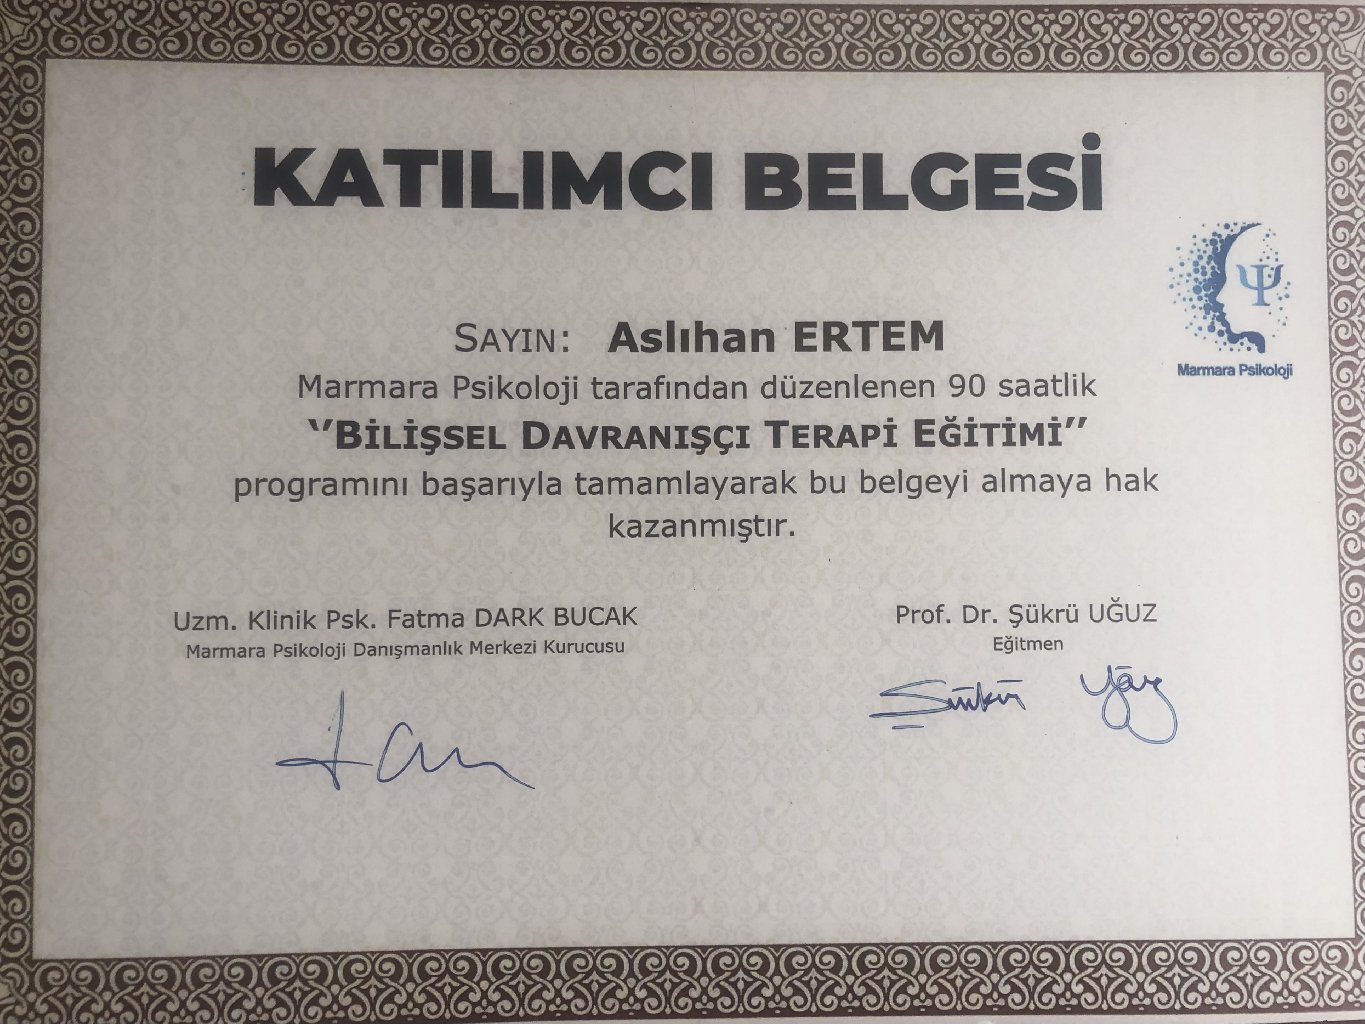 KATILIMCI BELGESİ
Marmara Psikoloji
SAYIN: Aslıhan ERTEM
Marmara Psikoloji tarafından düzenlenen 90 saatlik
‘’BİLİŞSEL DAVRANIŞÇI TERAPİ EĞİTİMİ’’
programını başarıyla tamamlayarak bu belgeyi almaya hak
kazanmıştır.
Uzm. Klinik Psk. Fatma DARK BUCAK
Marmara Psikoloji Danışmanlık Merkezi Kurucusu
Prof. Dr. Şükrü UĞUZ
Eğitmen
Şükrü